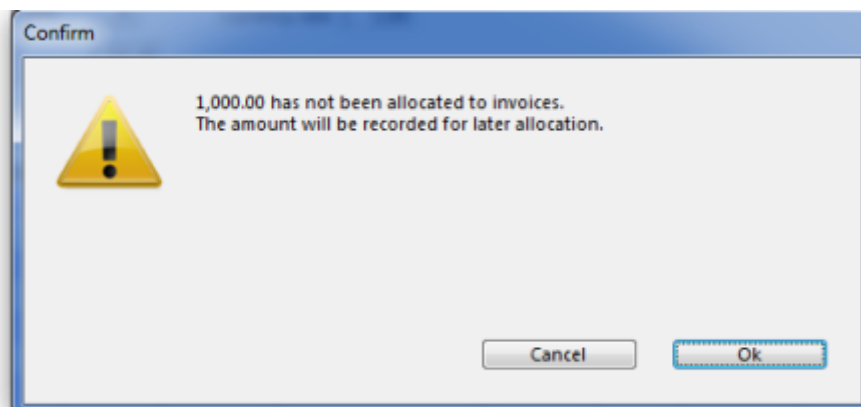 Confirm
1,000.00 has not been allocated to invoices.
The amount will be recorded for later allocation.
Cancel
Ok